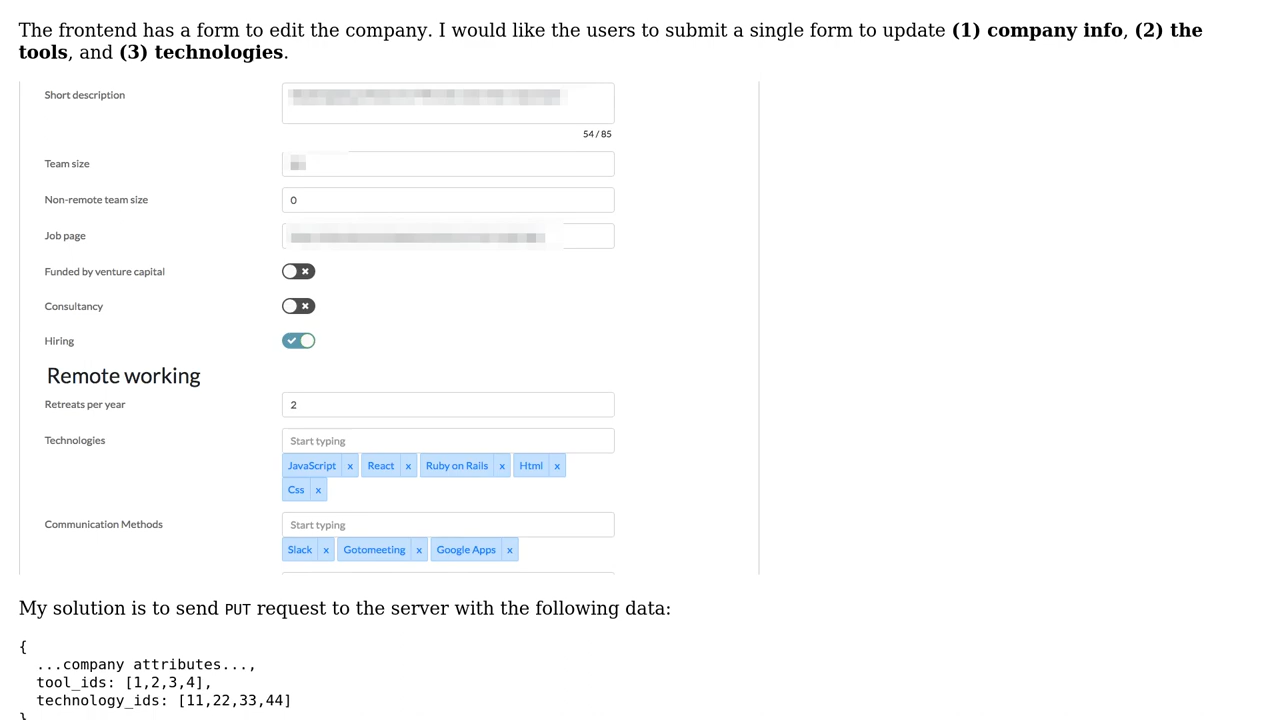 The frontend has a form to edit the company. I would like the users to submit a single form to update (1) company info, (2) the
tools, and (3) technologies.
Short description
54 / 85
Team size
Non-remote team size
0
Job page
Funded by venture capital
Consultancy
Hiring
Remote working
Retreats per year
2
Technologies
Start typing
JavaScript x React x Ruby on Rails x Html x
Css x
Communication Methods
Start typing
Slack x Gotomeeting x Google Apps x
My solution is to send PUT request to the server with the following data:
{
...company attributes...,
tool_ids: [1,2,3,4],
technology_ids: [11,22,33,44]
}